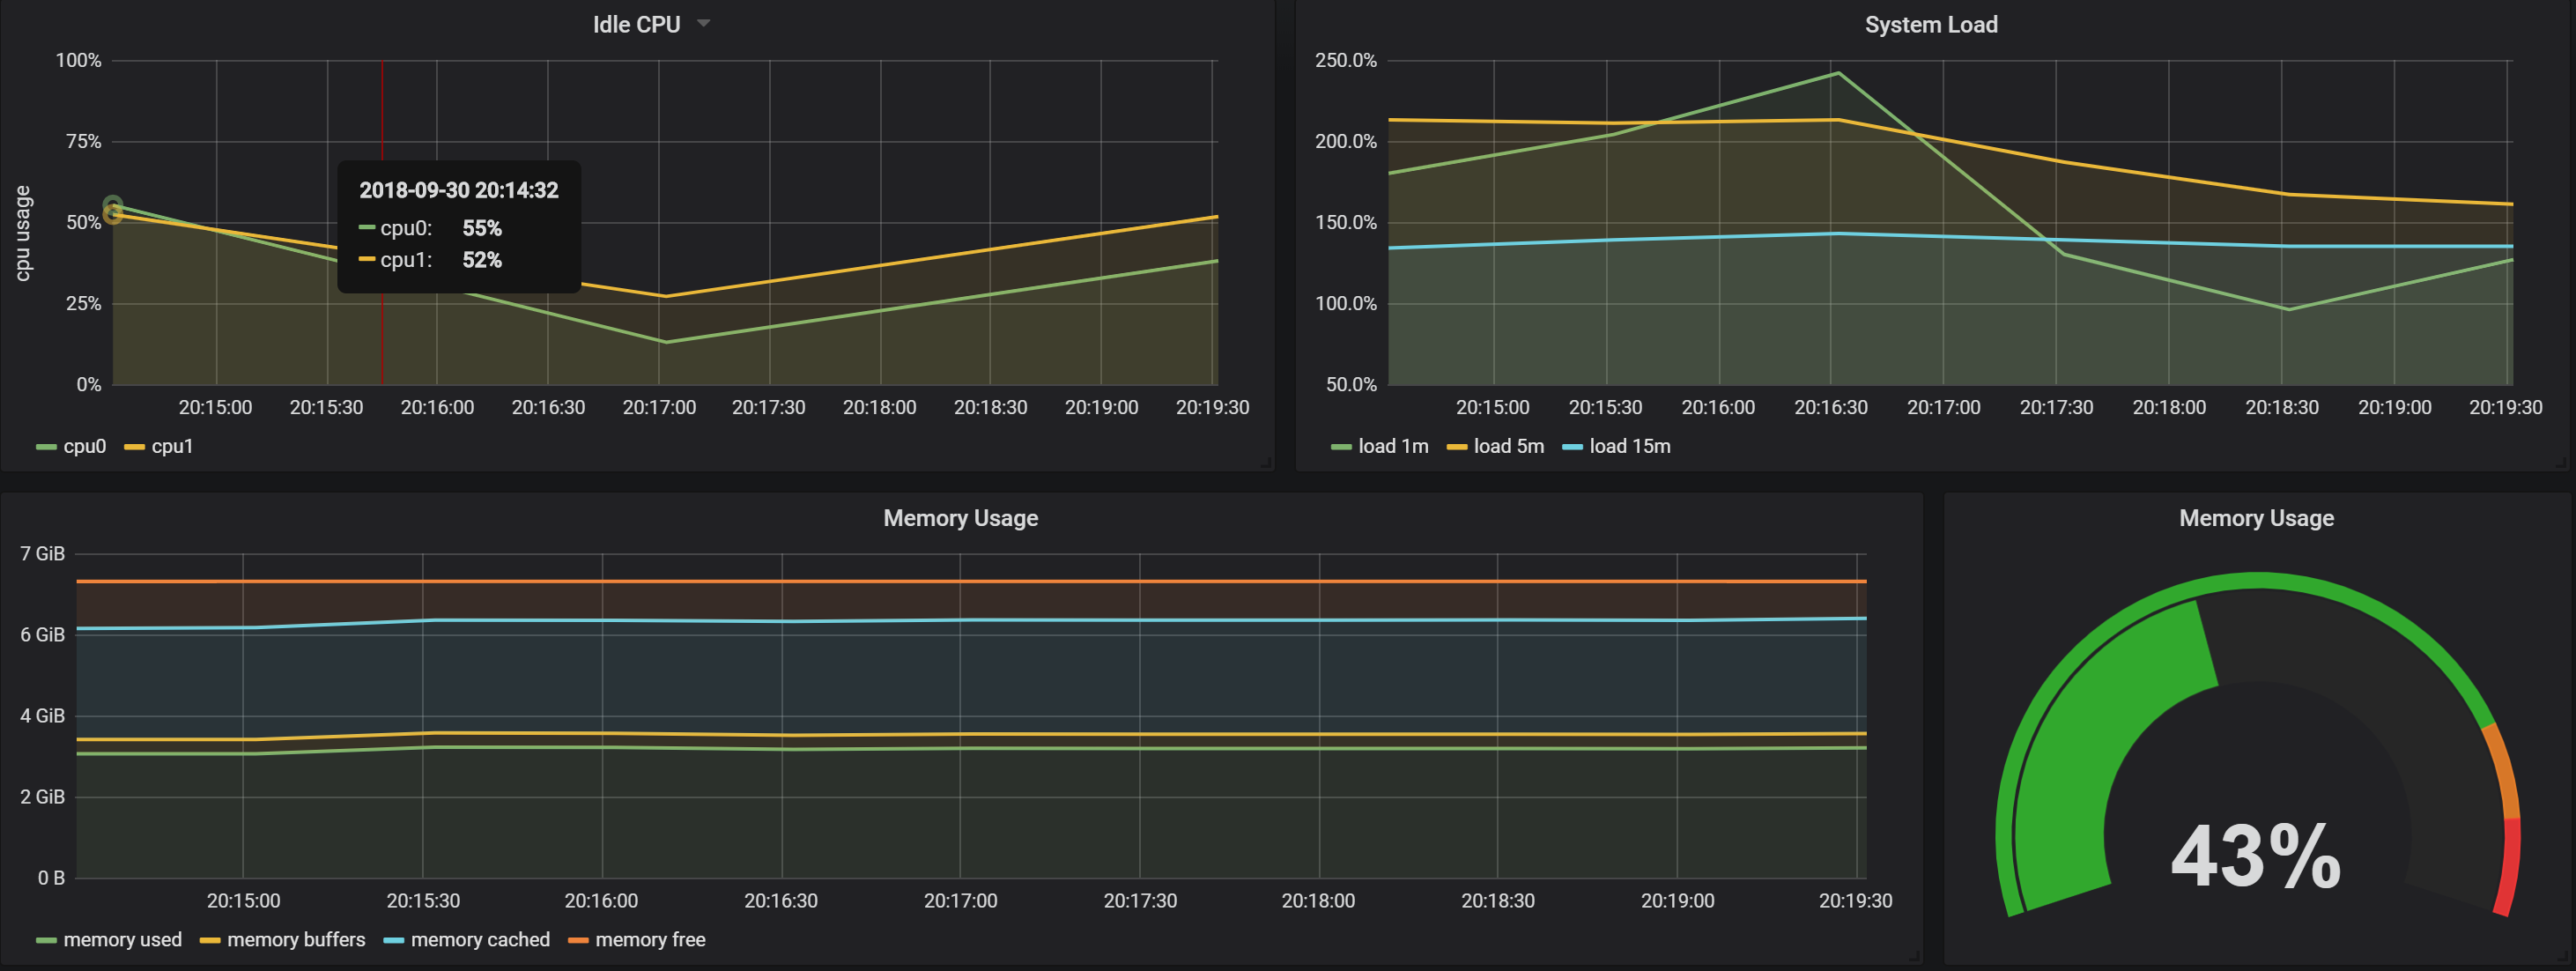 Idle CPU
100%
75%
50%
25%
0%
cpu usage
2018-09-30 20:14:32
cpu0: 55%
cpu1: 52%
20:15:00 20:15:30 20:16:00 20:16:30 20:17:00 20:17:30 20:18:00 20:18:30 20:19:00 20:19:30
cpu0 cpu1
System Load
250.0%
200.0%
150.0%
100.0%
50.0%
20:15:00 20:15:30 20:16:00 20:16:30 20:17:00 20:17:30 20:18:00 20:18:30 20:19:00 20:19:30
load 1m load 5m load 15m
Memory Usage
7 GiB
6 GiB
4 GiB
2 GiB
0 B
20:15:00 20:15:30 20:16:00 20:16:30 20:17:00 20:17:30 20:18:00 20:18:30 20:19:00 20:19:30
memory used memory buffers memory cached memory free
Memory Usage
43%